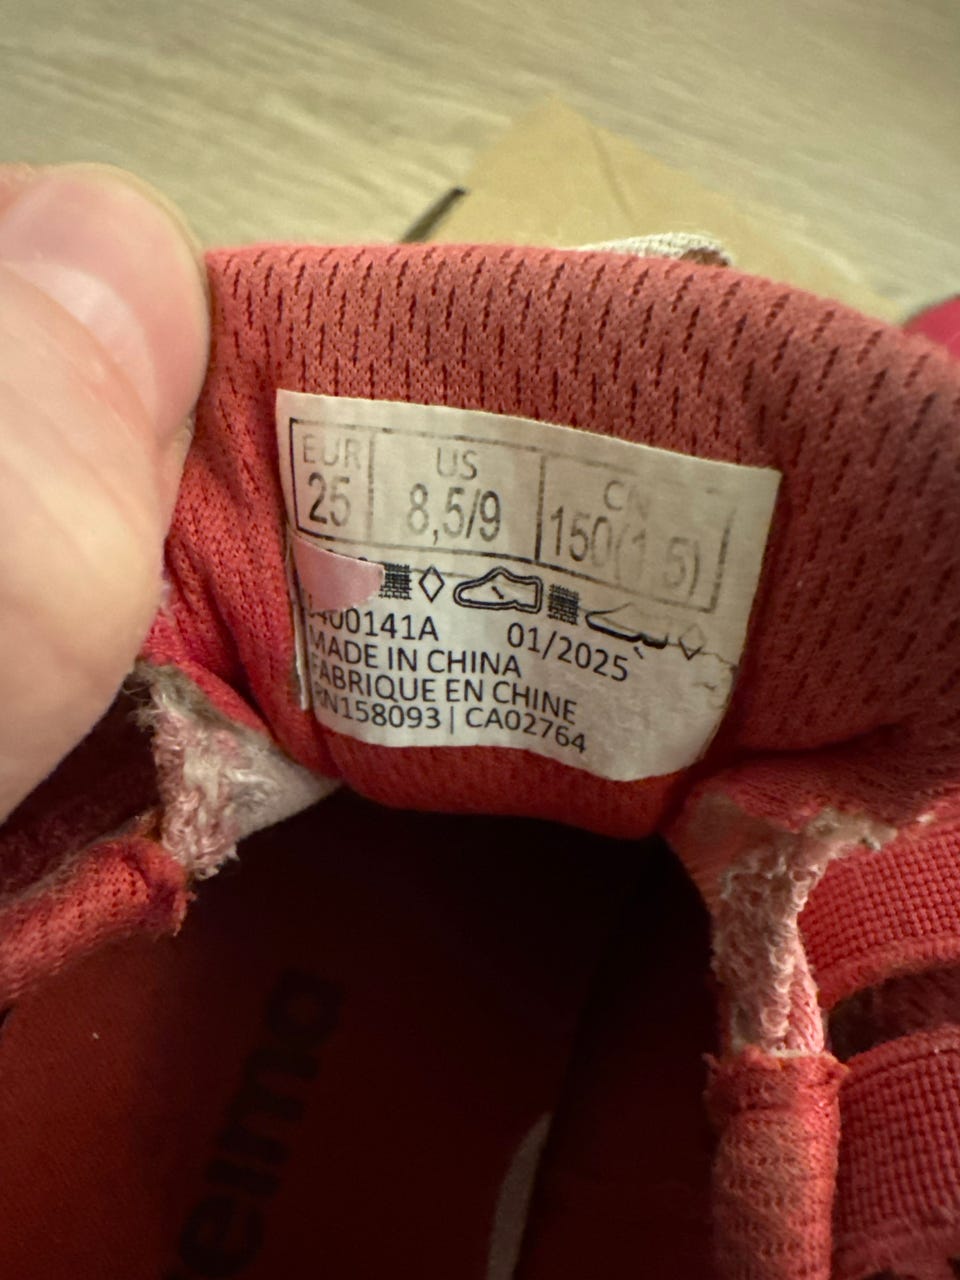 EUR US CN
25 8,5/9 150(1,5)
400141A 01/2025
MADE IN CHINA
FABRIQUE EN CHINE
RN158093 | CA02764
reima